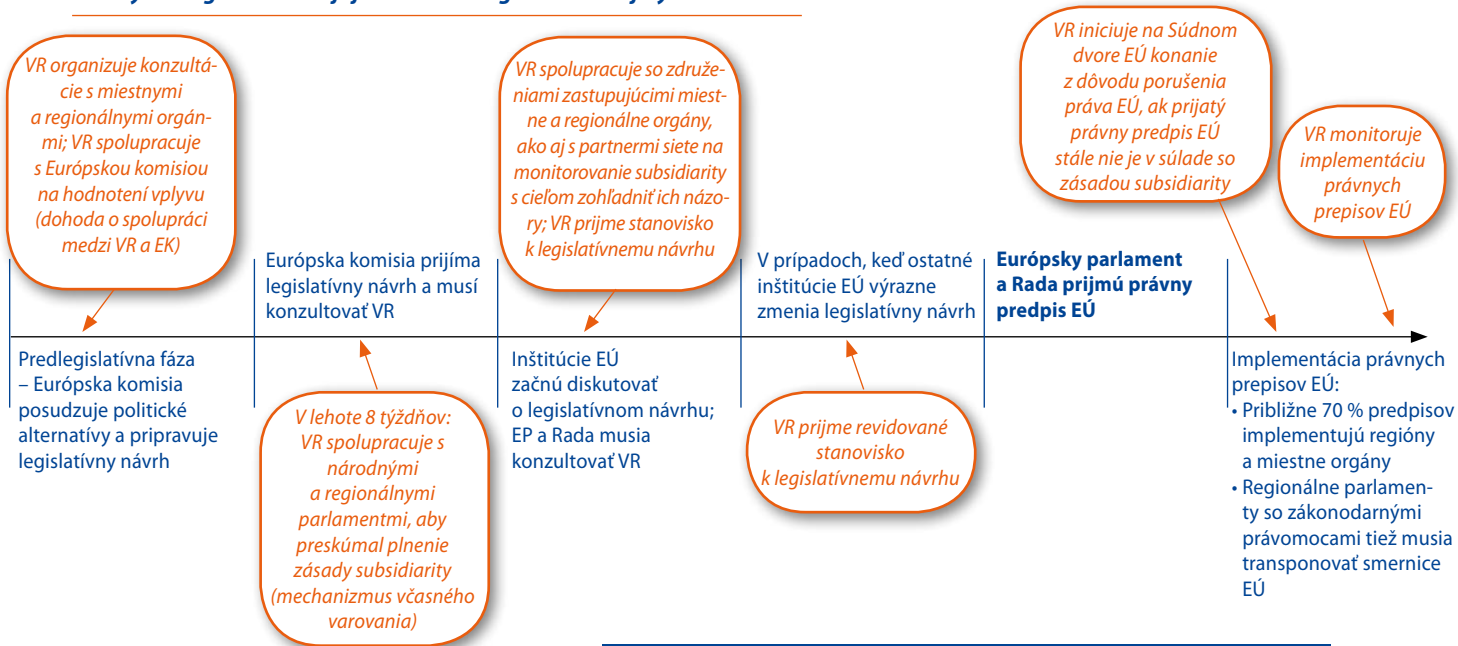 VR organizuje konzultá-
cie s miestnymi
a regionálnymi orgán-
mi; VR spolupracuje
s Európskou komisiou
na hodnotení vplyvu
(dohoda o spolupráci
medzi VR a EK)
VR spolupracuje so združe-
niami zastupujúcimi miest-
ne a regionálne orgány,
ako aj s partnermi siete na
monitorovanie subsidiarity
s cieľom zohľadniť ich názo-
ry; VR prijme stanovisko
k legislatívnemu návrhu
VR iniciuje na Súdnom
dvore EÚ konanie
z dôvodu porušenia
práva EÚ, ak prijatý
právny predpis EÚ
stále nie je v súlade so
zásadou subsidiarity
VR monitoruje
implementáciu
právnych
prepisov EÚ
Európska komisia prijíma
legislatívny návrh a musí
konzultovať VR
V prípadoch, keď ostatné
inštitúcie EÚ výrazne
zmenia legislatívny návrh
Európsky parlament
a Rada prijmú právny
predpis EÚ
Predlegislatívna fáza
– Európska komisia
posudzuje politické
alternatívy a pripravuje
legislatívny návrh
V lehote 8 týždňov:
VR spolupracuje s
národnými
a regionálnymi
parlamentmi, aby
preskúmal plnenie
zásady subsidiarity
(mechanizmus včasného
varovania)
Inštitúcie EÚ
začnú diskutovať
o legislatívnom návrhu;
EP a Rada musia
konzultovať VR
VR prijme revidované
stanovisko
k legislatívnemu návrhu
Implementácia právnych
prepisov EÚ:
• Približne 70 % predpisov
implementujú regióny
a miestne orgány
• Regionálne parlamen-
ty so zákonodarnými
právomocami tiež musia
transponovať smernice
EÚ